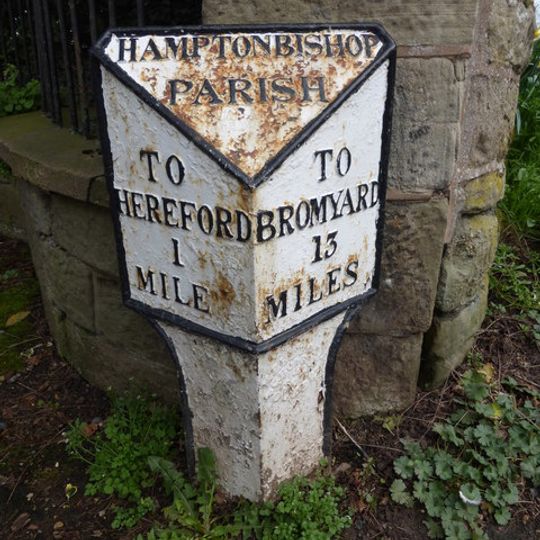 HAMPTONBISHOP
PARISH
TO
HEREFORD
1
MILE
TO
BROMYARD
13
MILES